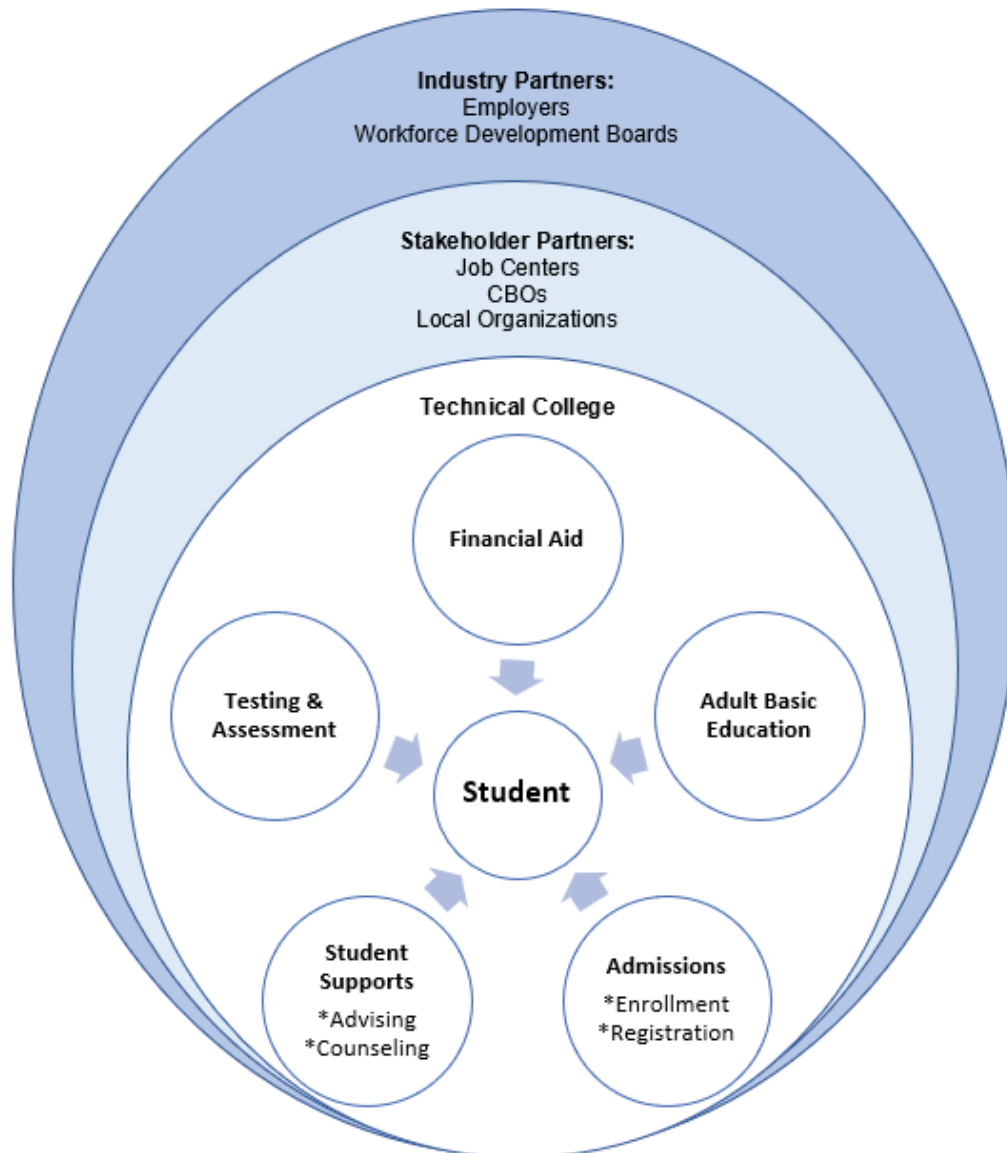 Industry Partners:
Employers
Workforce Development Boards
Stakeholder Partners:
Job Centers
CBOs
Local Organizations
Technical College
Financial Aid
Testing &
Assessment
Adult Basic
Education
Student
Student
Supports
*Advising
*Counseling
Admissions
*Enrollment
*Registration